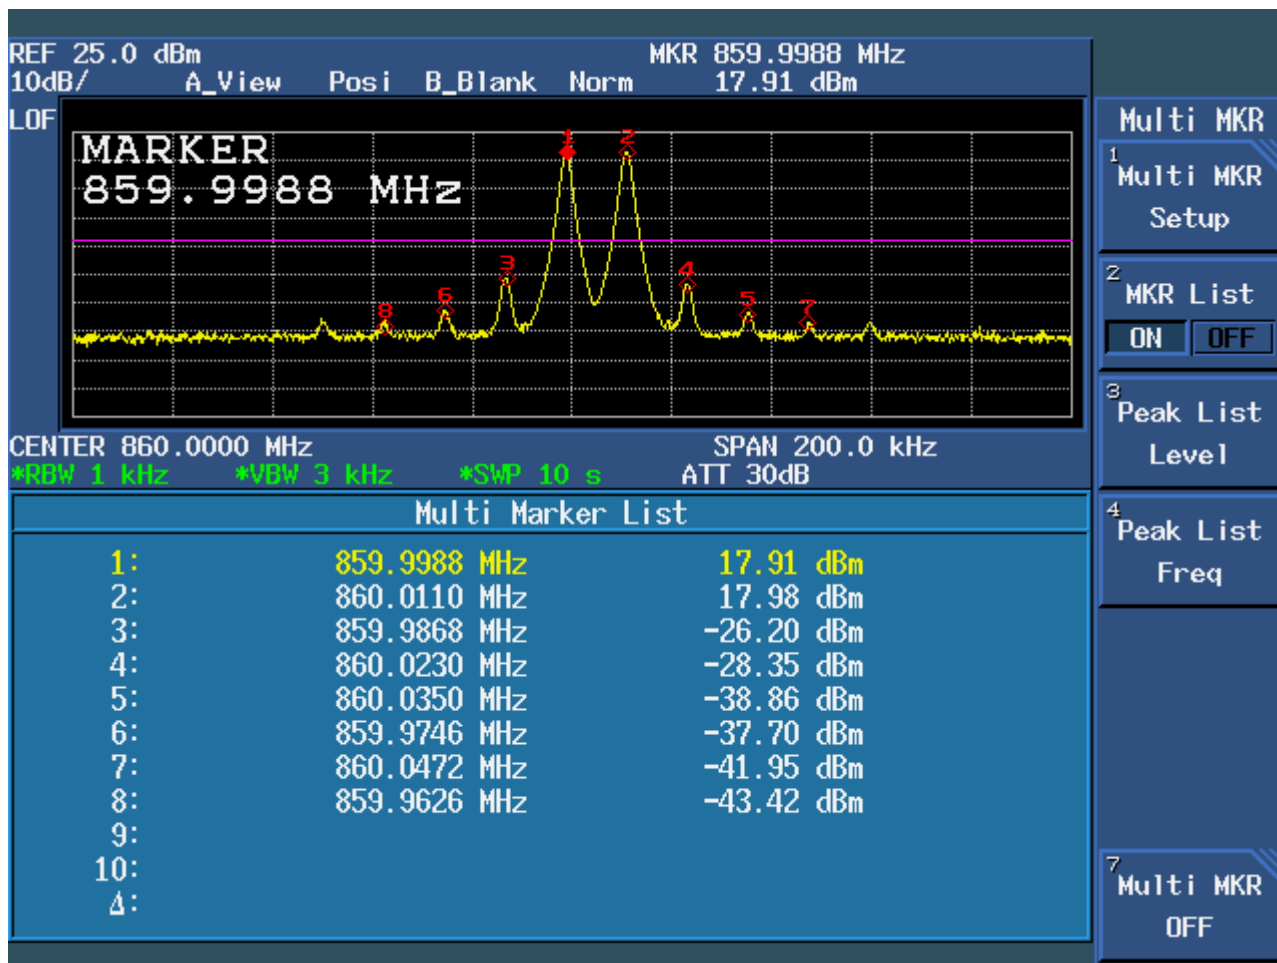 REF 25.0 dBm MKR 859.9988 MHz
10dB/ A_View Posi B_Blank Norm 17.91 dBm
LOF
MARKER
859.9988 MHz
1 2
3 4
6 5
8 7
CENTER 860.0000 MHz SPAN 200.0 kHz
*RBW 1 kHz *VBW 3 kHz *SWP 10 s ATT 30dB
Multi Marker List
1: 859.9988 MHz 17.91 dBm
2: 860.0110 MHz 17.98 dBm
3: 859.9868 MHz -26.20 dBm
4: 860.0230 MHz -28.35 dBm
5: 860.0350 MHz -38.86 dBm
6: 859.9746 MHz -37.70 dBm
7: 860.0472 MHz -41.95 dBm
8: 859.9626 MHz -43.42 dBm
9:
10:
Δ:
Multi MKR
1
Multi MKR
Setup
2
MKR List
ON OFF
3
Peak List
Level
4
Peak List
Freq
7
Multi MKR
OFF